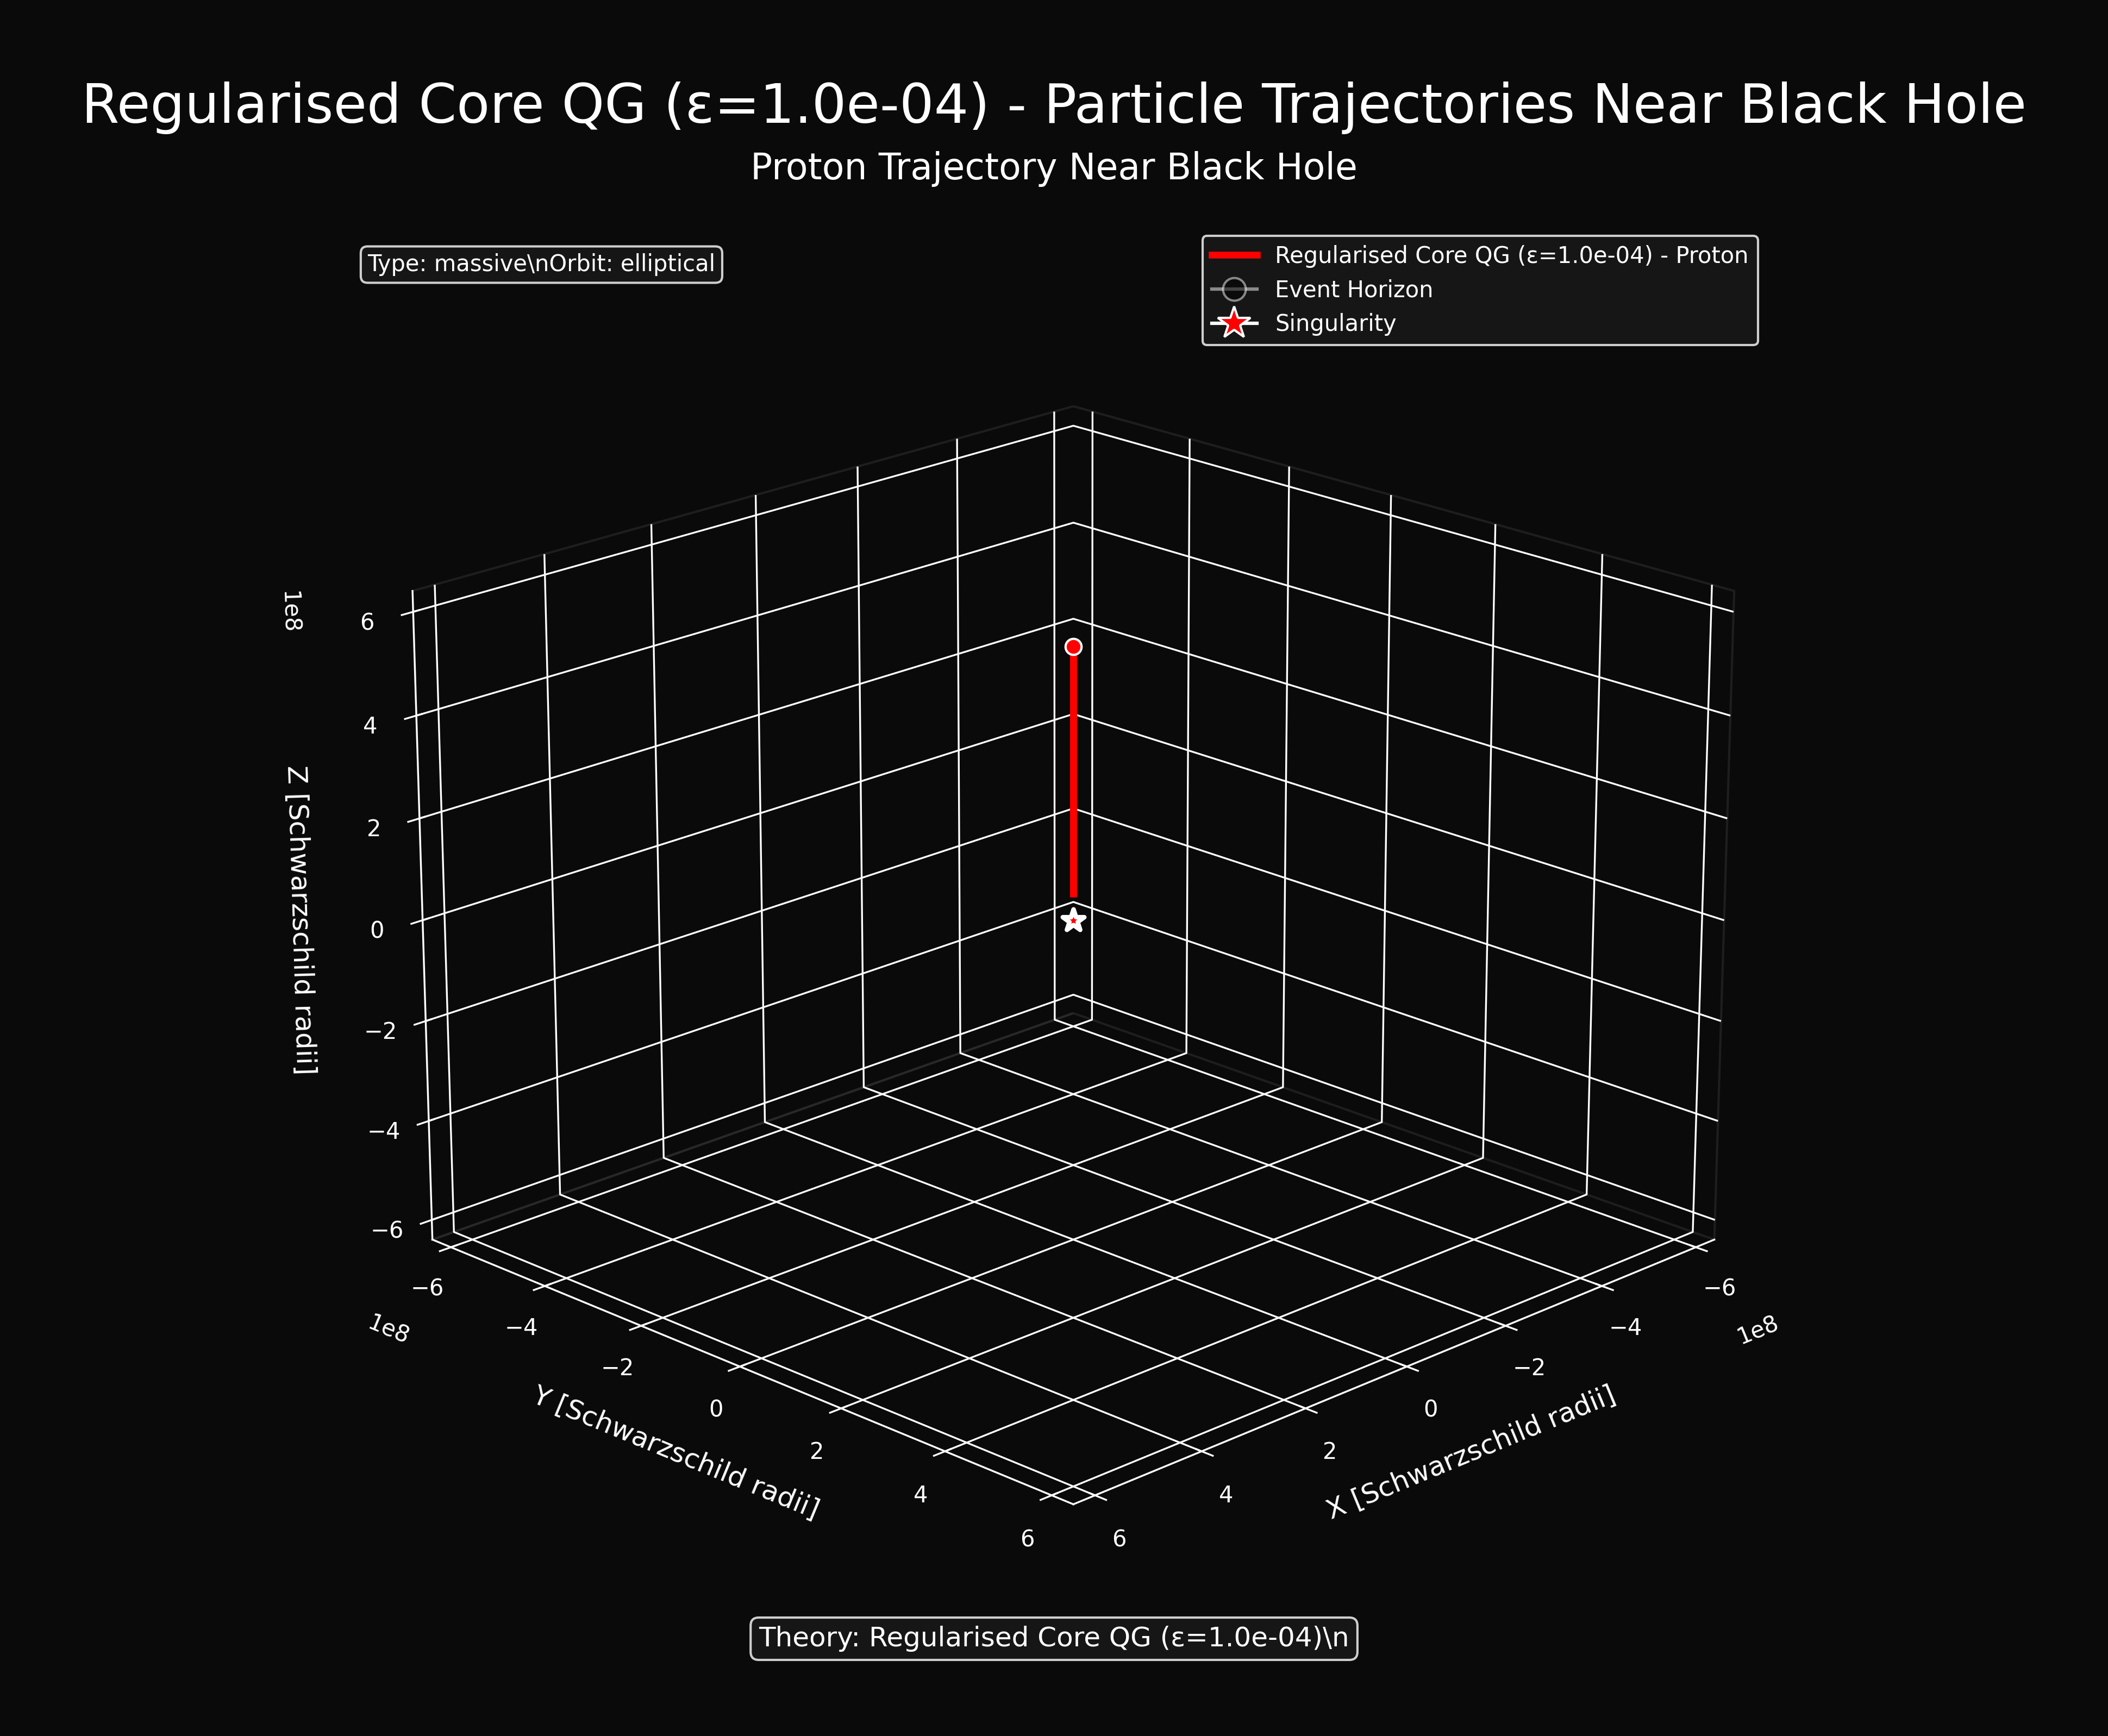 Regularised Core QG (ε=1.0e-04) - Particle Trajectories Near Black Hole
Proton Trajectory Near Black Hole
Type: massive\nOrbit: elliptical
Regularised Core QG (ε=1.0e-04) - Proton
Event Horizon
Singularity
1e8
6
4
2
0
−2
−4
−6
Z [Schwarzschild radii]
−6
−4
−2
0
2
4
6
1e8
Y [Schwarzschild radii]
6
4
2
0
−2
−4
−6
1e8
X [Schwarzschild radii]
Theory: Regularised Core QG (ε=1.0e-04)\n